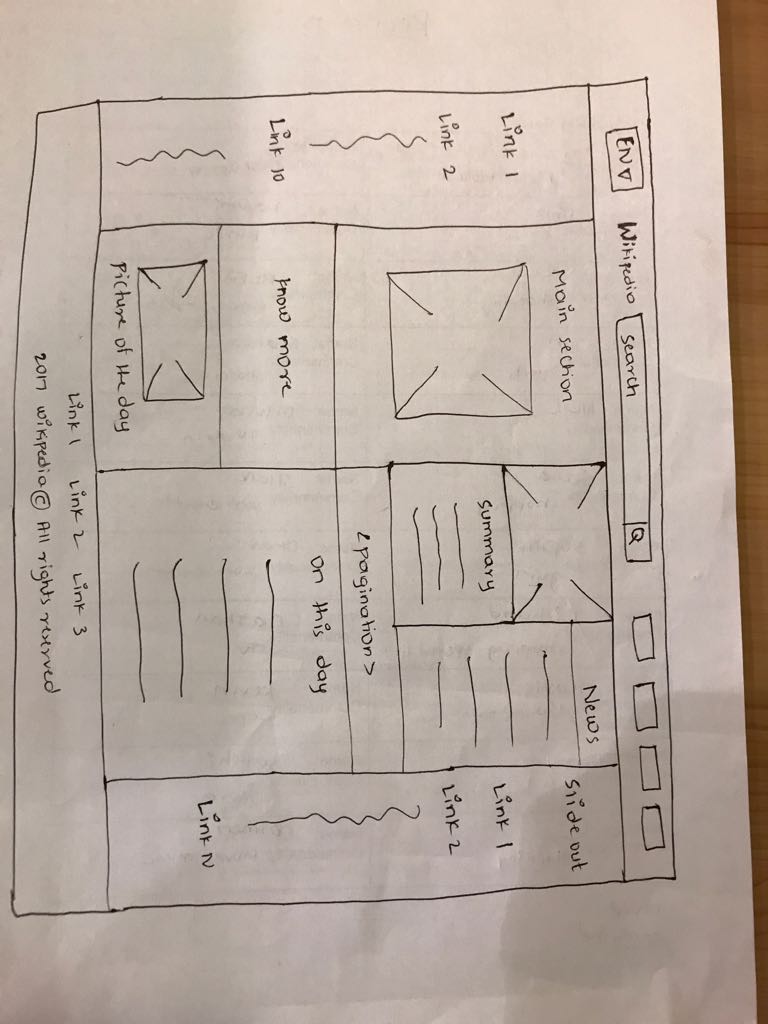 EN ▽ Wikipedia search Q
Link 1
Link 2
Link 10
Main section
summary
News
<pagination>
Know more
Picture of the day
On this day
Slide out
Link 1
Link 2
Link N
Link 1 Link 2 Link 3
2017 wikipedia © All rights reserved